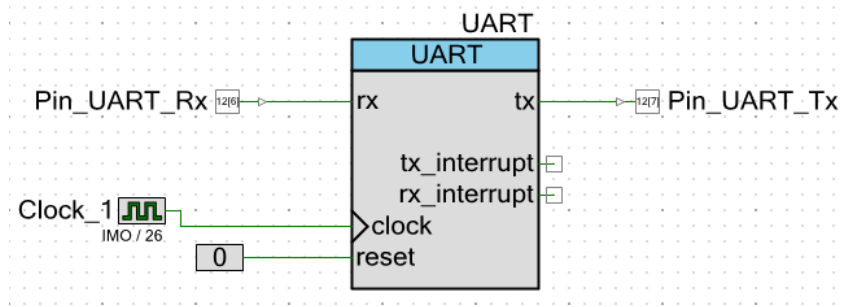 UART
UART
Pin_UART_Rx 12[6] rx tx 12[7] Pin_UART_Tx
tx_interrupt
rx_interrupt
Clock_1
IMO / 26
clock
0 reset